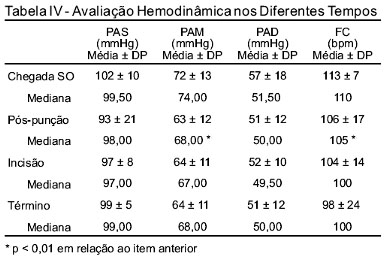 Tabela IV - Avaliação Hemodinâmica nos Diferentes Tempos
PAS PAM PAD FC
(mmHg) (mmHg) (mmHg) (bpm)
Média ± DP Média ± DP Média ± DP Média ± DP
Chegada SO 102 ± 10 72 ± 13 57 ± 18 113 ± 7
Mediana 99,50 74,00 51,50 110
Pós-punção 93 ± 21 63 ± 12 51 ± 12 106 ± 17
Mediana 98,00 68,00 * 50,00 105 *
Incisão 97 ± 8 64 ± 11 52 ± 10 104 ± 14
Mediana 97,00 67,00 49,50 100
Término 99 ± 5 64 ± 11 51 ± 12 98 ± 24
Mediana 99,00 68,00 50,00 100
* p < 0,01 em relação ao item anterior